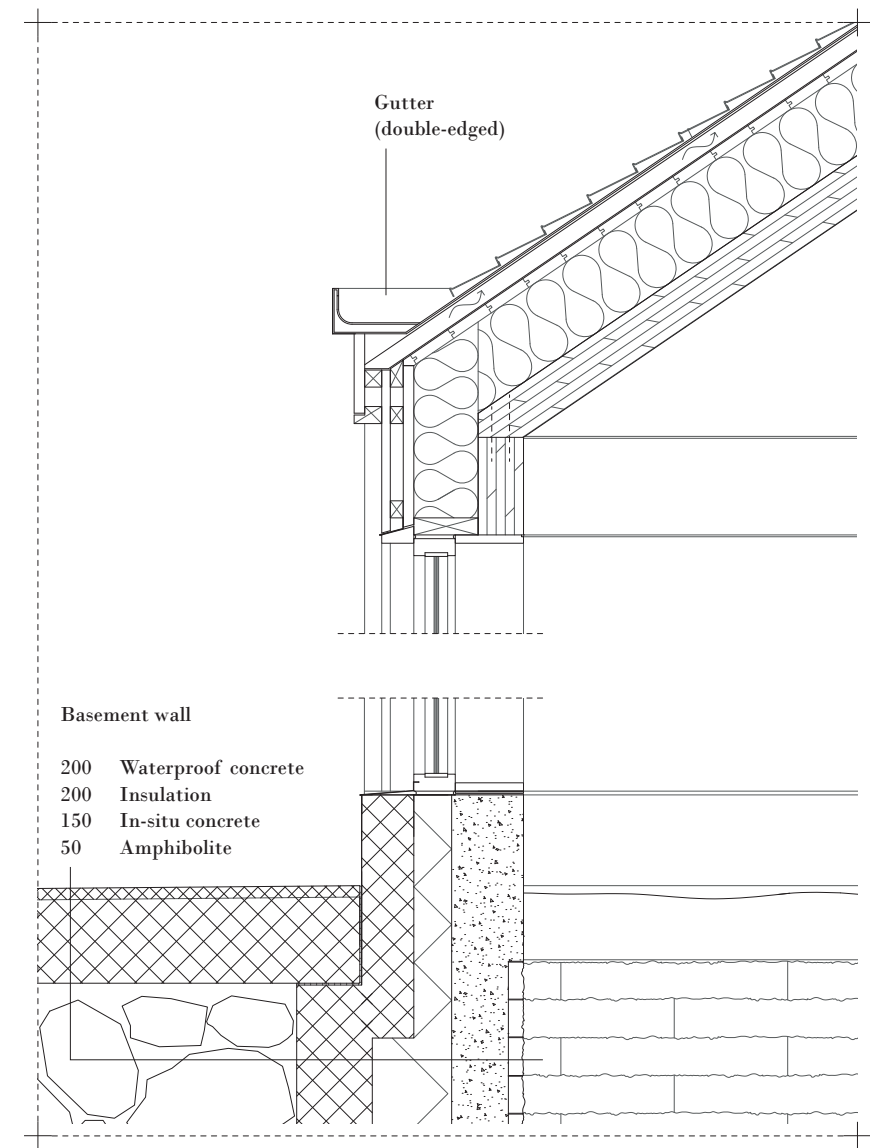 Gutter
(double-edged)
Basement wall
200 Waterproof concrete
200 Insulation
150 In-situ concrete
50 Amphibolite